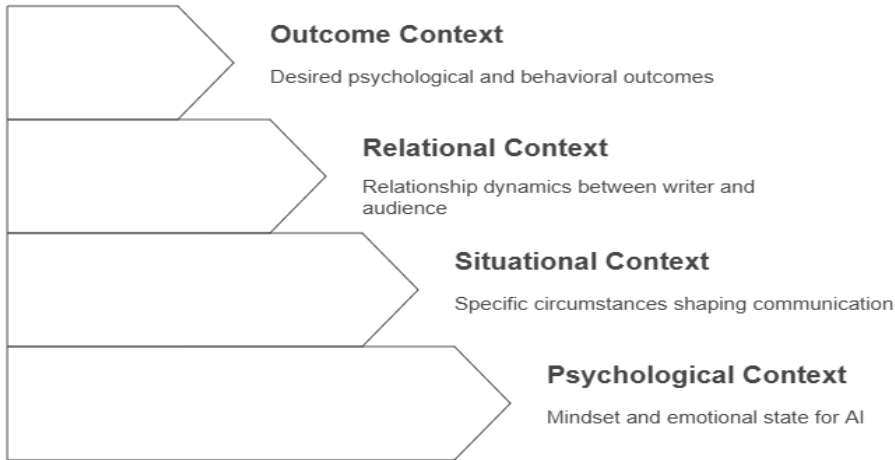 Outcome Context
Desired psychological and behavioral outcomes
Relational Context
Relationship dynamics between writer and
audience
Situational Context
Specific circumstances shaping communication
Psychological Context
Mindset and emotional state for AI